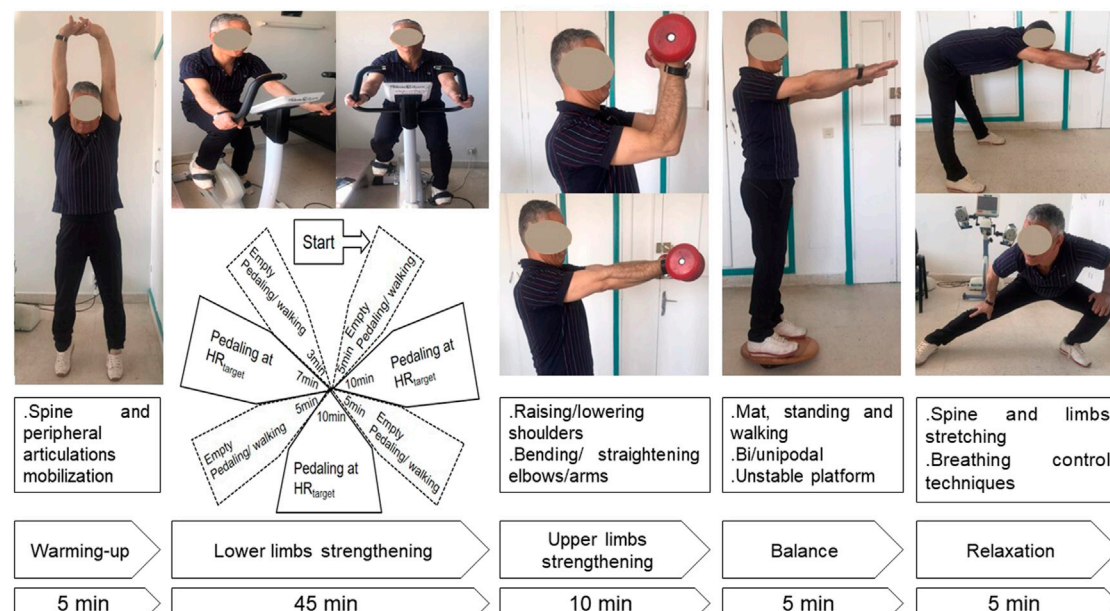 Start
Empty
Pedaling/ walking
5min
Pedaling at
HRtarget
10min
Empty
Pedaling/ walking
5min
Pedaling at
HRtarget
10min
Empty
Pedaling/ walking
5min
Pedaling at
HRtarget
7min
Empty
Pedaling/ walking
3min
.Spine and
peripheral
articulations
mobilization
.Raising/lowering
shoulders
.Bending/ straightening
elbows/arms
.Mat, standing and
walking
.Bi/unipodal
.Unstable platform
.Spine and limbs
stretching
.Breathing control
techniques
Warming-up
Lower limbs strengthening
Upper limbs
strengthening
Balance
Relaxation
5 min
45 min
10 min
5 min
5 min